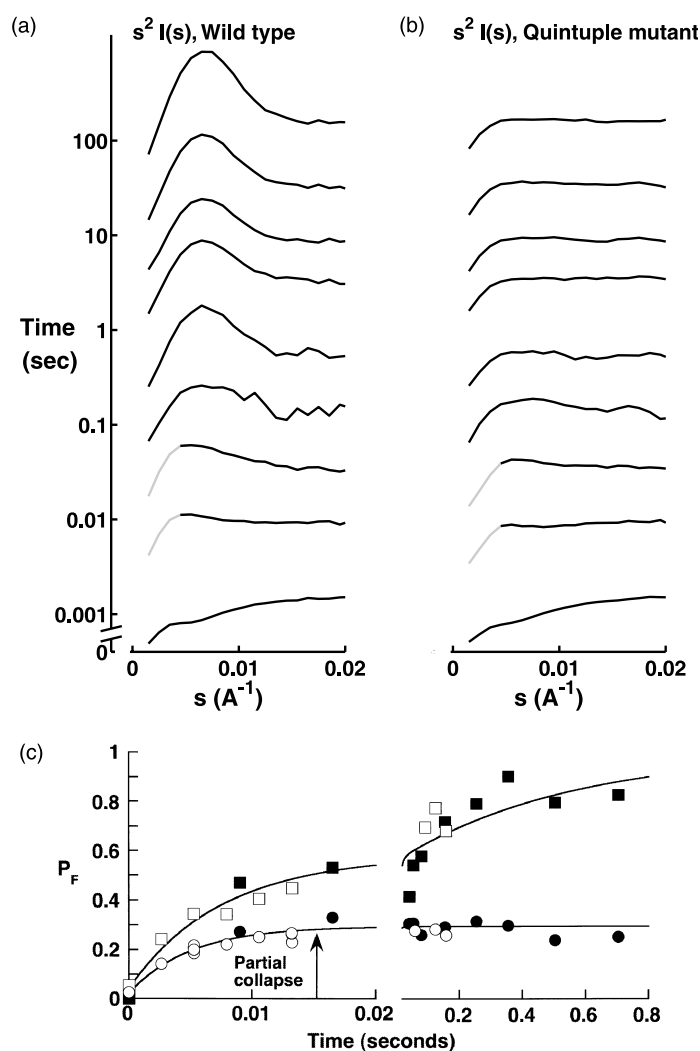 (a)
s² I(s), Wild type
(b)
s² I(s), Quintuple mutant
100
10
1
0.1
0.01
0.001
0
Time
(sec)
0
0.01
0.02
s (A⁻¹)
0
0.01
0.02
s (A⁻¹)
(c)
1
0.8
0.6
0.4
0.2
0
P_F
Partial
collapse
0
0.01
0.02
0.2
0.4
0.6
0.8
Time (seconds)